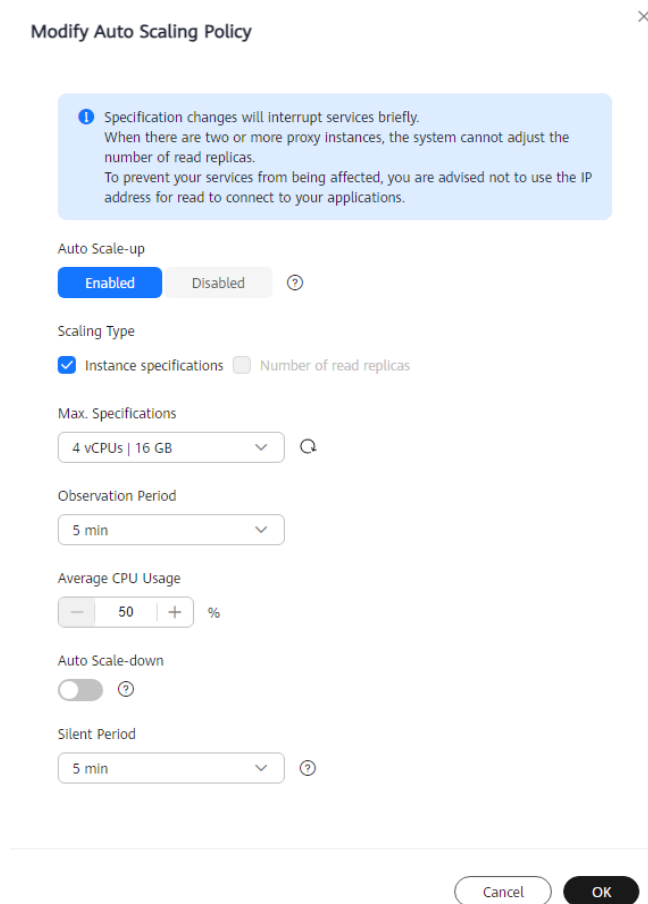 Modify Auto Scaling Policy
Specification changes will interrupt services briefly.
When there are two or more proxy instances, the system cannot adjust the
number of read replicas.
To prevent your services from being affected, you are advised not to use the IP
address for read to connect to your applications.
Auto Scale-up
Enabled Disabled
Scaling Type
Instance specifications Number of read replicas
Max. Specifications
4 vCPUs | 16 GB
Observation Period
5 min
Average CPU Usage
50 %
Auto Scale-down
Silent Period
5 min
Cancel OK